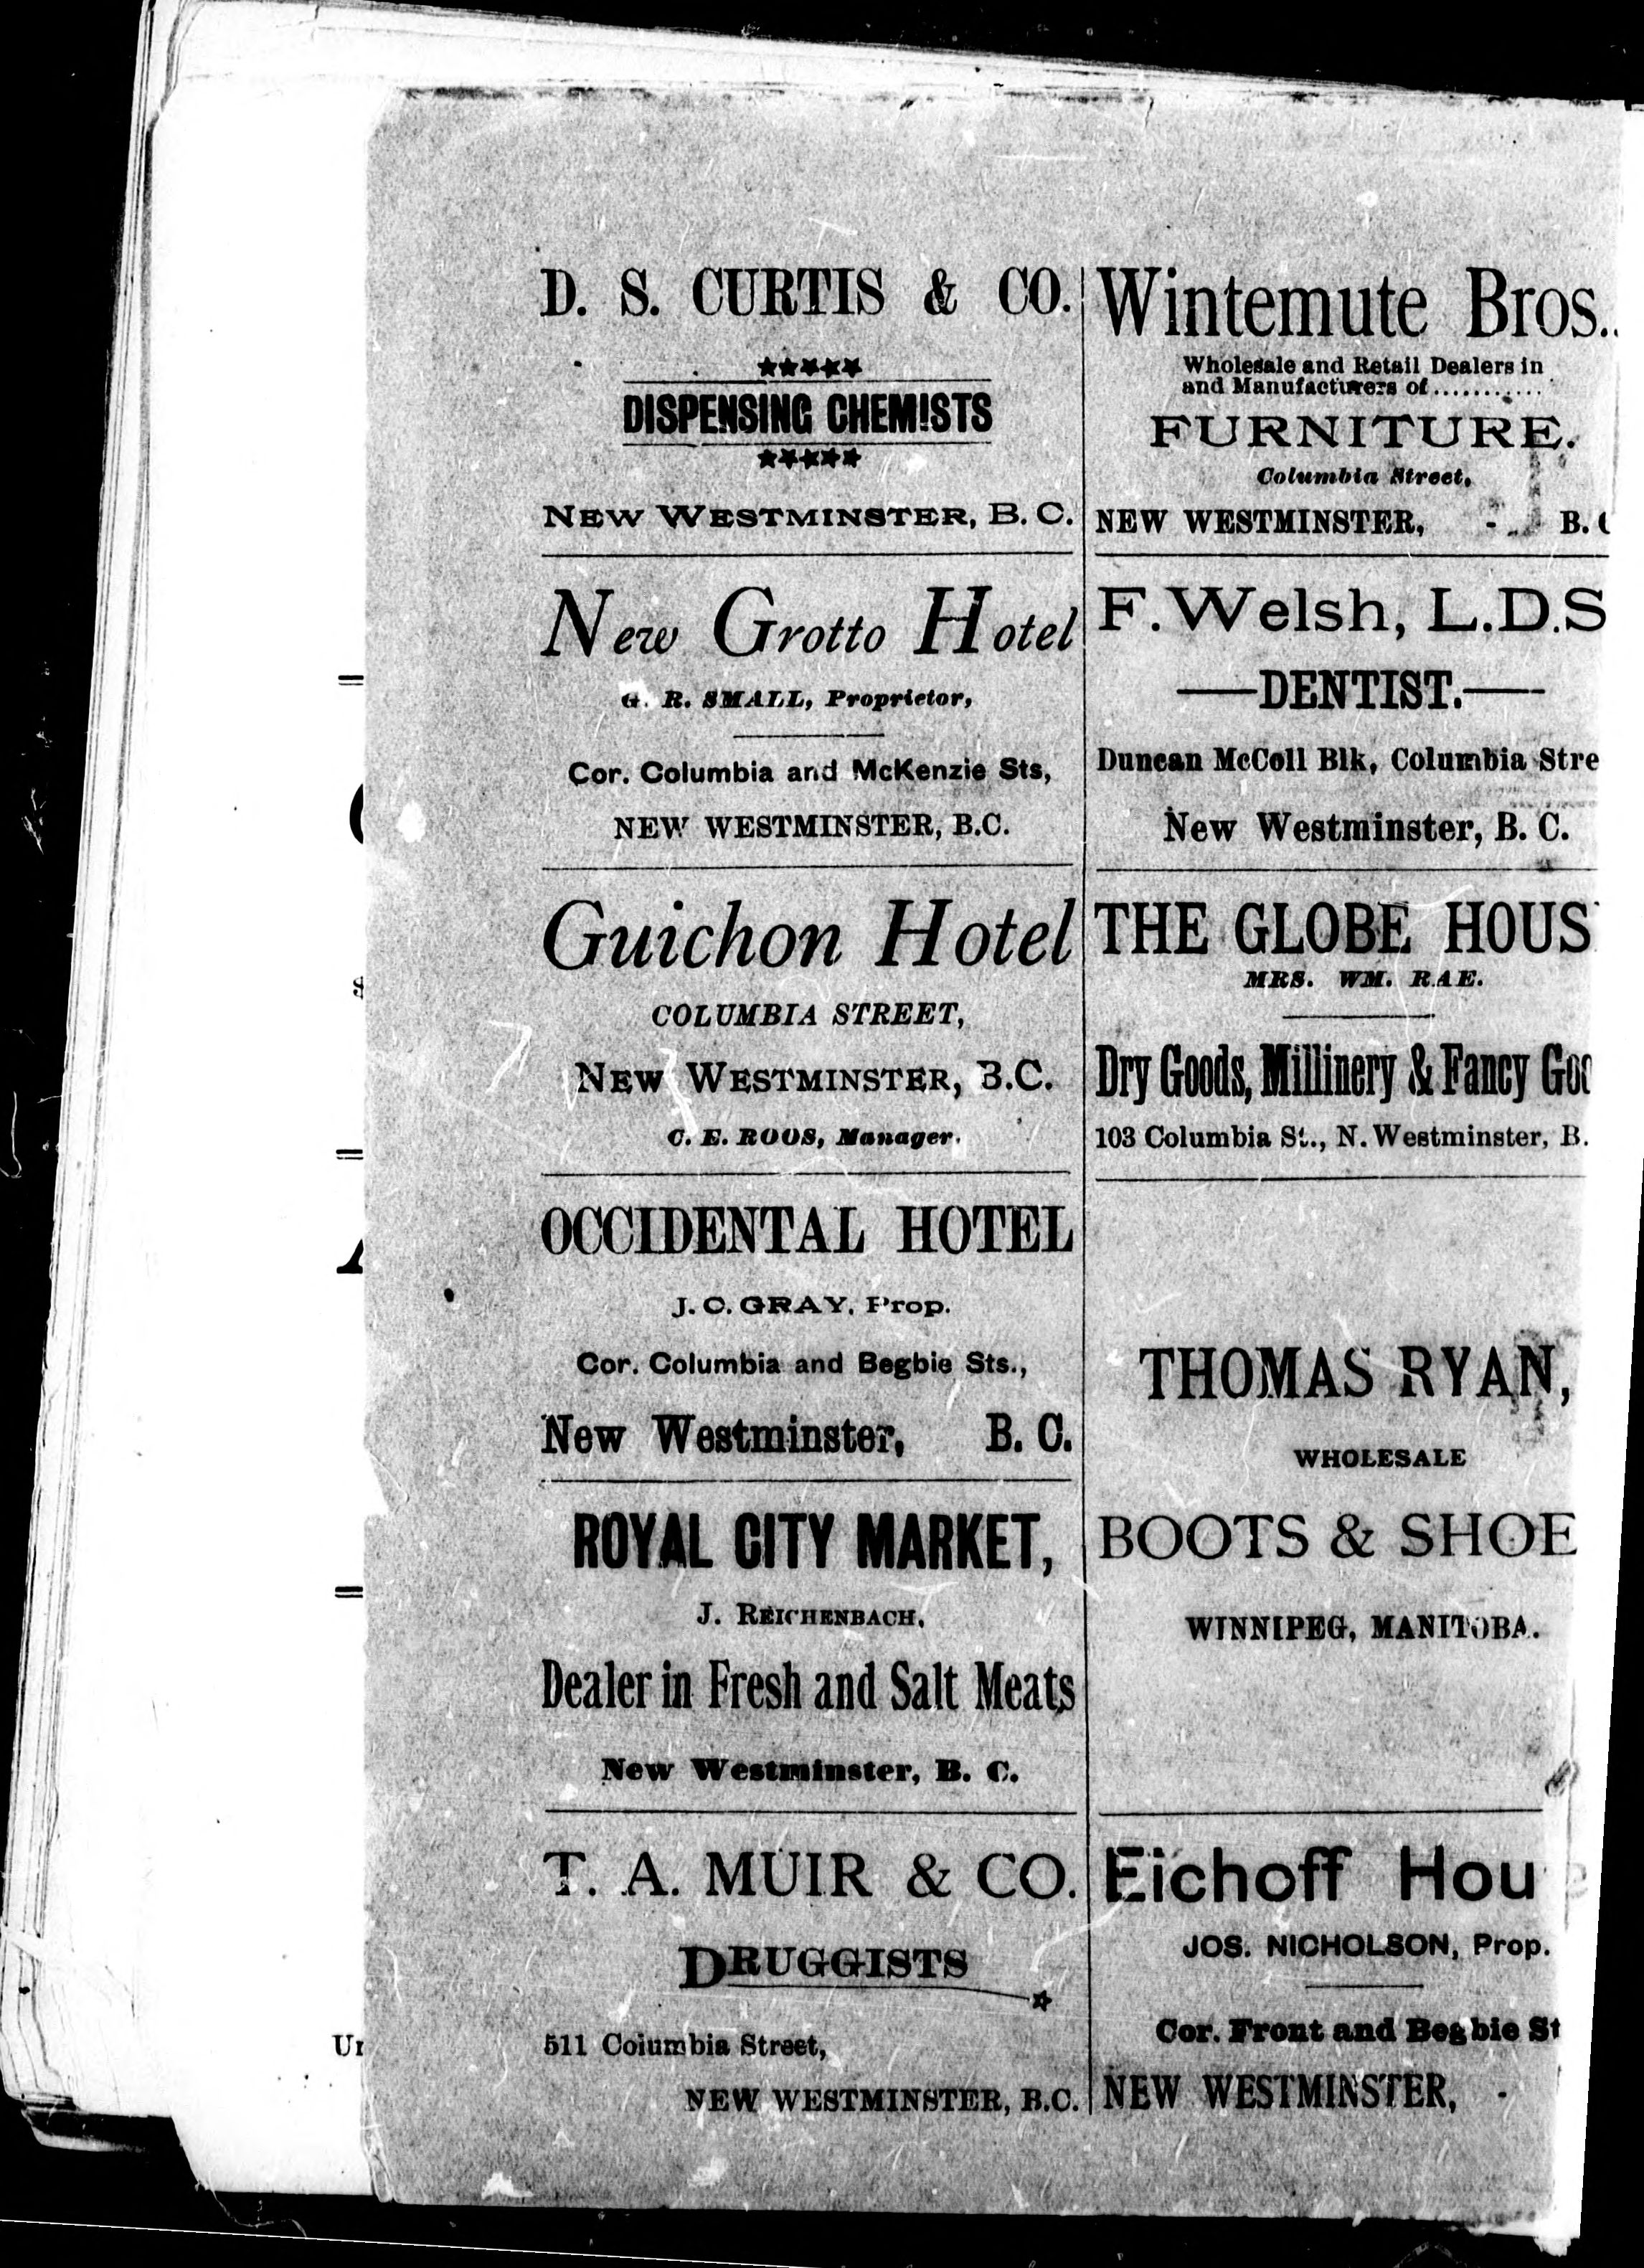 D. S. CURTIS & CO.
★★★★★
DISPENSING CHEMISTS
★★★★★
NEW WESTMINSTER, B. C.
New Grotto Hotel
G. R. SMALL, Proprietor,
Cor. Columbia and McKenzie Sts,
NEW WESTMINSTER, B.C.
Guichon Hotel
COLUMBIA STREET,
NEW WESTMINSTER, B.C.
C. E. ROOS, Manager.
OCCIDENTAL HOTEL
J. C. GRAY, Prop.
Cor. Columbia and Begbie Sts.,
New Westminster, B. C.
ROYAL CITY MARKET,
J. REICHENBACH,
Dealer in Fresh and Salt Meats
New Westminster, B. C.
T. A. MUIR & CO.
DRUGGISTS
511 Columbia Street,
NEW WESTMINSTER, B.C.
Wintemute Bros.,
Wholesale and Retail Dealers in
and Manufacturers of............
FURNITURE.
Columbia Street,
NEW WESTMINSTER, - B.
F. Welsh, L.D.S
—DENTIST.—
Duncan McColl Blk, Columbia Stre
New Westminster, B. C.
THE GLOBE HOUS
MRS. WM. RAE.
Dry Goods, Millinery & Fancy Goo
103 Columbia St., N. Westminster, B.
THOMAS RYAN,
WHOLESALE
BOOTS & SHOE
WINNIPEG, MANITOBA.
Eichoff Hou
JOS. NICHOLSON, Prop.
Cor. Front and Begbie St
NEW WESTMINSTER, -